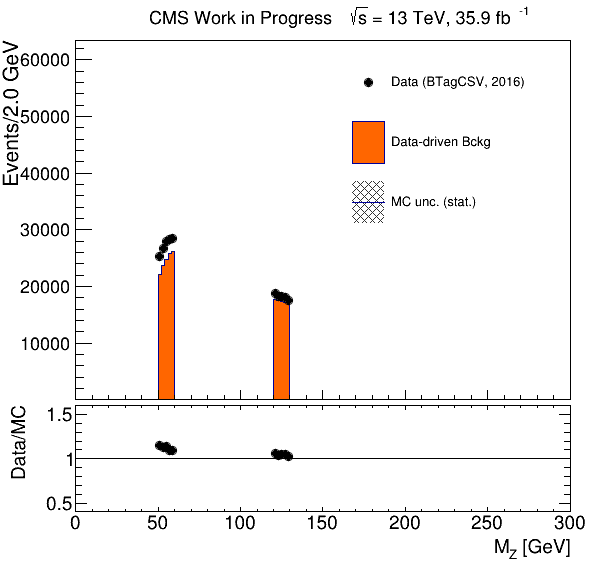 CMS Work in Progress √s = 13 TeV, 35.9 fb⁻¹
Events/2.0 GeV
60000
50000
40000
30000
20000
10000
Data (BTagCSV, 2016)
Data-driven Bckg
MC unc. (stat.)
Data/MC
1.5
1
0.5
0 50 100 150 200 250 300
M_Z [GeV]